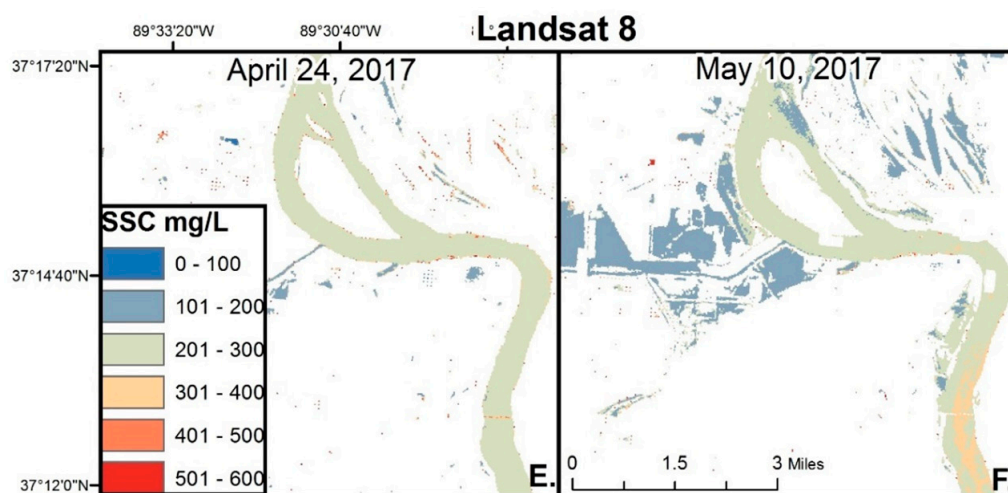 Landsat 8
89°33'20"W 89°30'40"W
37°17'20"N
April 24, 2017 May 10, 2017
SSC mg/L
0 - 100
37°14'40"N
101 - 200
201 - 300
301 - 400
401 - 500
0 1.5 3 Miles
501 - 600
37°12'0"N
E. F